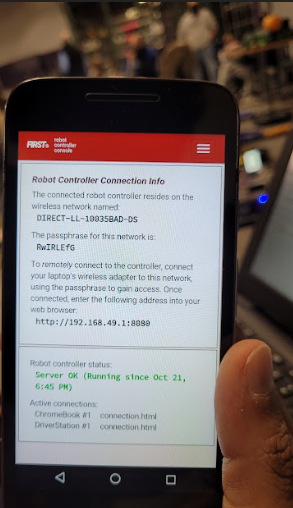 FIRST®
robot
controller
console
Robot Controller Connection Info
The connected robot controller resides on the
wireless network named:
DIRECT-LL-10035BAD-DS
The passphrase for this network is:
RwIRLEfG
To remotely connect to the controller, connect
your laptop's wireless adapter to this network,
using the passphrase to gain access. Once
connected, enter the following address into your
web browser:
http://192.168.49.1:8080
Robot controller status:
Server OK (Running since Oct 21,
6:45 PM)
Active connections:
ChromeBook #1 connection.html
DriverStation #1 connection.html